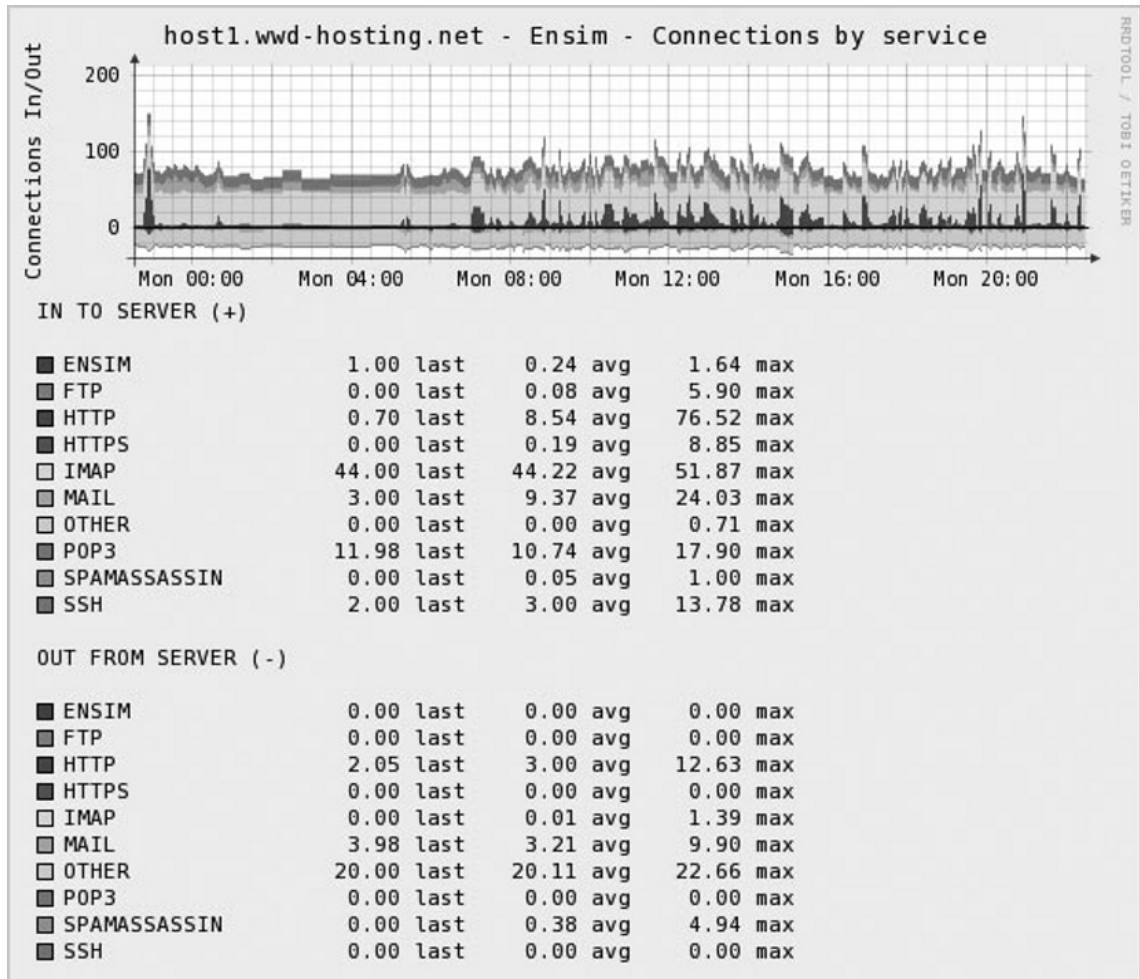 host1.wwd-hosting.net - Ensim - Connections by service
RRDTOOL / TOBI OETIKER
Connections In/Out
200
100
0
Mon 00:00 Mon 04:00 Mon 08:00 Mon 12:00 Mon 16:00 Mon 20:00
IN TO SERVER (+)
ENSIM 1.00 last 0.24 avg 1.64 max
FTP 0.00 last 0.08 avg 5.90 max
HTTP 0.70 last 8.54 avg 76.52 max
HTTPS 0.00 last 0.19 avg 8.85 max
IMAP 44.00 last 44.22 avg 51.87 max
MAIL 3.00 last 9.37 avg 24.03 max
OTHER 0.00 last 0.00 avg 0.71 max
POP3 11.98 last 10.74 avg 17.90 max
SPAMASSASSIN 0.00 last 0.05 avg 1.00 max
SSH 2.00 last 3.00 avg 13.78 max
OUT FROM SERVER (-)
ENSIM 0.00 last 0.00 avg 0.00 max
FTP 0.00 last 0.00 avg 0.00 max
HTTP 2.05 last 3.00 avg 12.63 max
HTTPS 0.00 last 0.00 avg 0.00 max
IMAP 0.00 last 0.01 avg 1.39 max
MAIL 3.98 last 3.21 avg 9.90 max
OTHER 20.00 last 20.11 avg 22.66 max
POP3 0.00 last 0.00 avg 0.00 max
SPAMASSASSIN 0.00 last 0.38 avg 4.94 max
SSH 0.00 last 0.00 avg 0.00 max